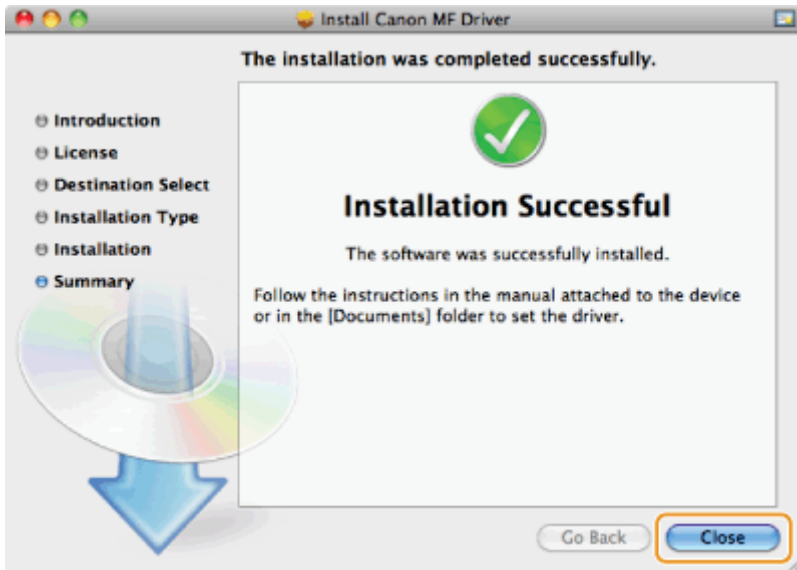 Install Canon MF Driver
The installation was completed successfully.
Introduction
License
Destination Select
Installation Type
Installation
Summary
Installation Successful
The software was successfully installed.
Follow the instructions in the manual attached to the device
or in the [Documents] folder to set the driver.
Go Back
Close